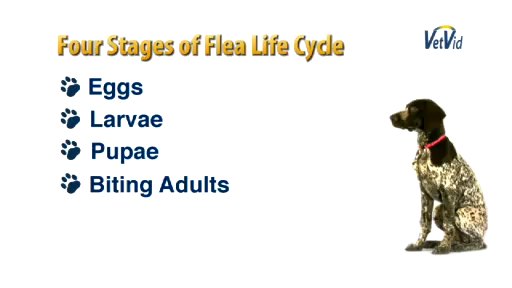 Four Stages of Flea Life Cycle
VetVid
Eggs
Larvae
Pupae
Biting Adults